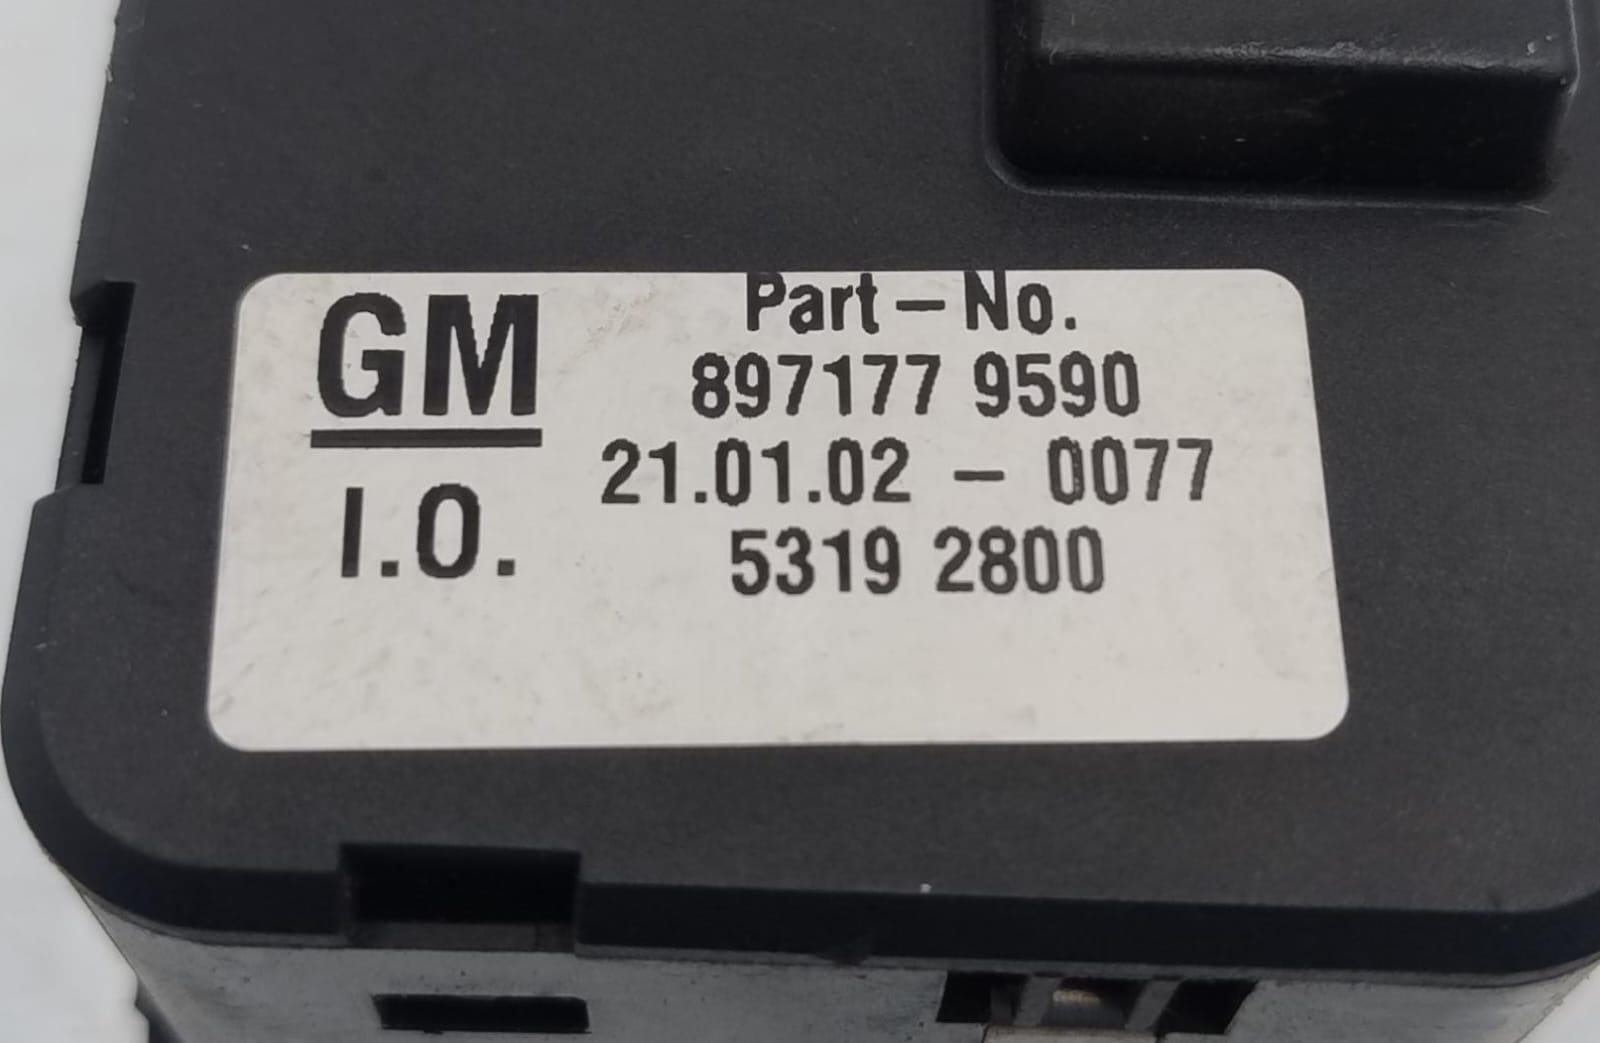 GM
I.O.
Part-No.
897177 9590
21.01.02 - 0077
5319 2800